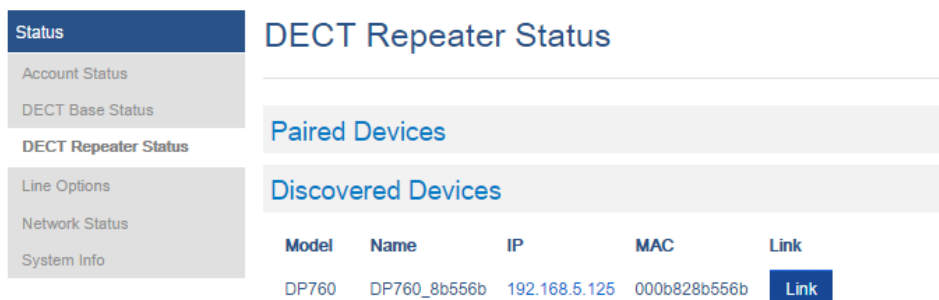 Status
Account Status
DECT Base Status
DECT Repeater Status
Line Options
Network Status
System Info
DECT Repeater Status
Paired Devices
Discovered Devices
Model Name IP MAC Link
DP760 DP760_8b556b 192.168.5.125 000b828b556b Link